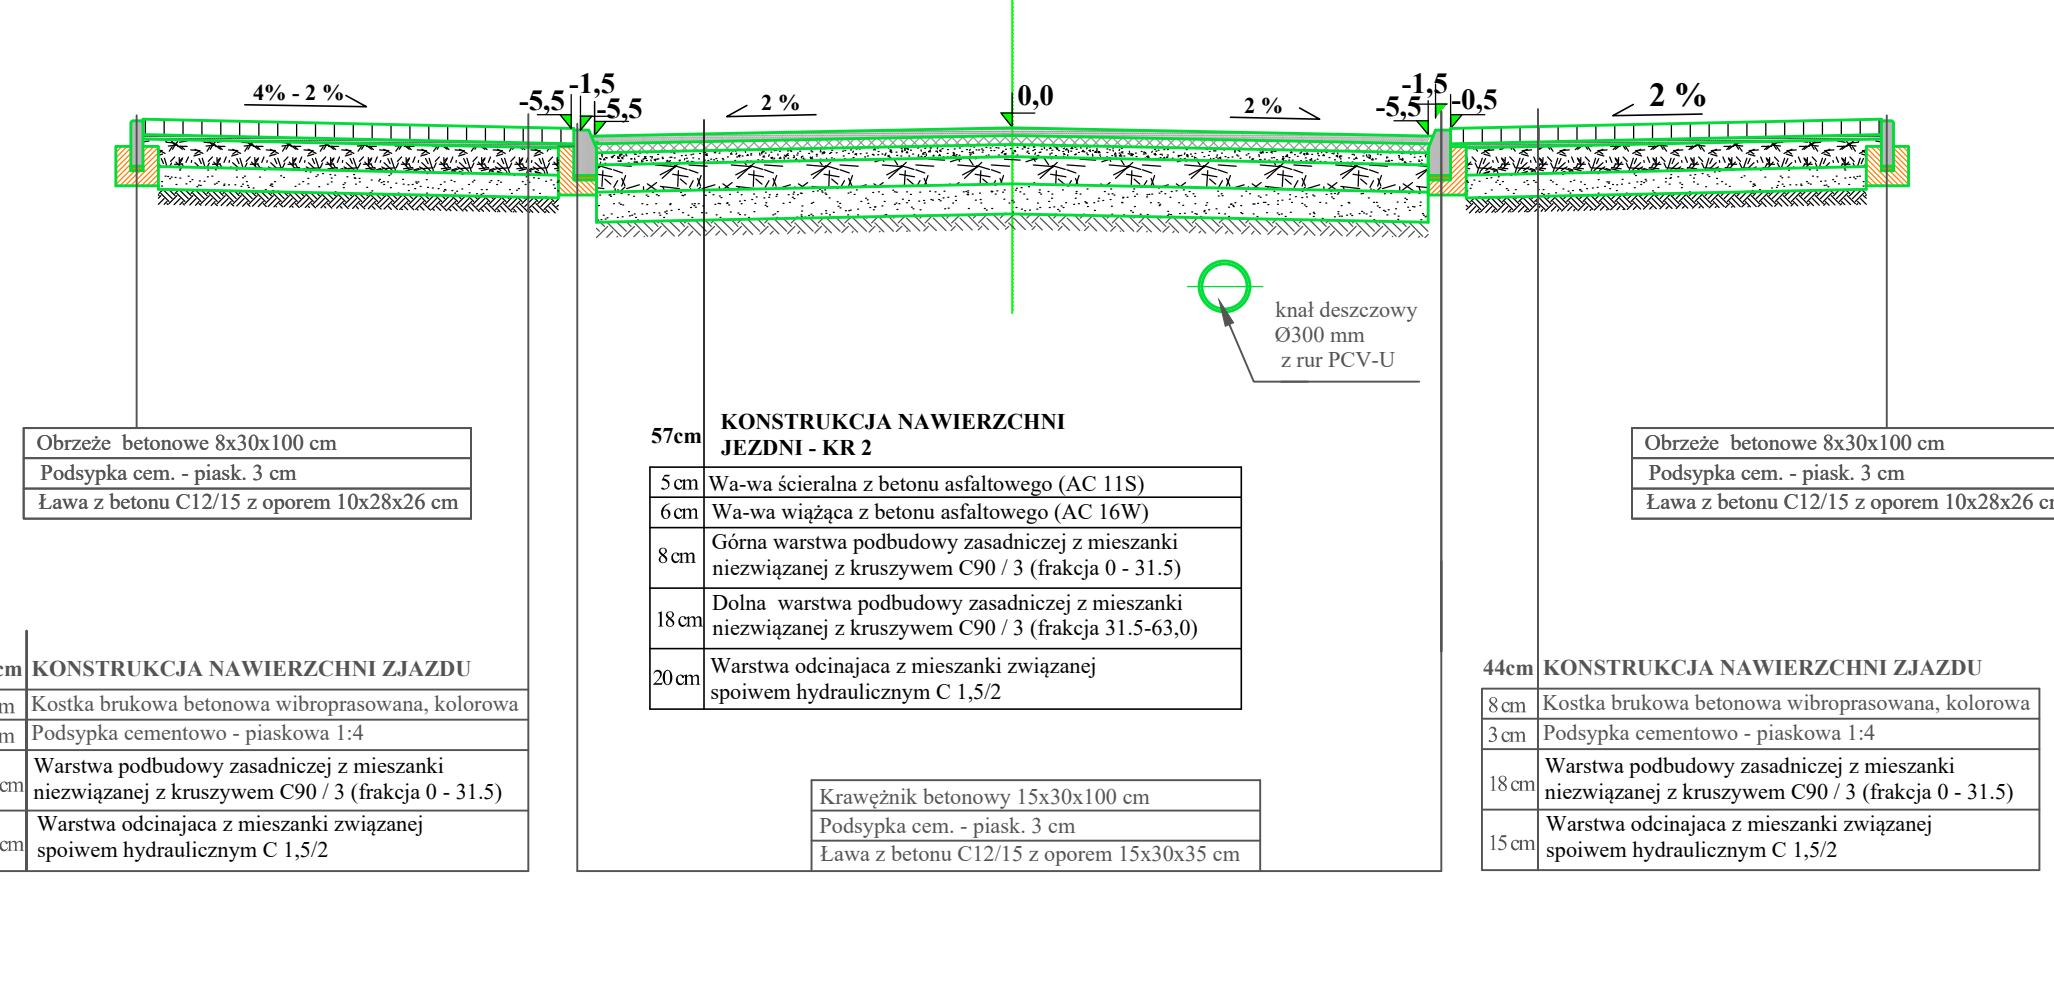 4% - 2 %
-5,5
-1,5
-5,5
2 %
0,0
2 %
-5,5
-1,5
-0,5
2 %
knał deszczowy
Ø300 mm
z rur PCV-U
Obrzeże betonowe 8x30x100 cm
Podsypka cem. - piask. 3 cm
Ława z betonu C12/15 z oporem 10x28x26 cm
57cm
KONSTRUKCJA NAWIERZCHNI
JEZDNI - KR 2
5 cm Wa-wa ścieralna z betonu asfaltowego (AC 11S)
6 cm Wa-wa wiążąca z betonu asfaltowego (AC 16W)
8 cm Górna warstwa podbudowy zasadniczej z mieszanki
niezwiązanej z kruszywem C90 / 3 (frakcja 0 - 31.5)
18 cm Dolna warstwa podbudowy zasadniczej z mieszanki
niezwiązanej z kruszywem C90 / 3 (frakcja 31.5-63,0)
20 cm Warstwa odcinajaca z mieszanki związanej
spoiwem hydraulicznym C 1,5/2
Obrzeże betonowe 8x30x100 cm
Podsypka cem. - piask. 3 cm
Ława z betonu C12/15 z oporem 10x28x26
cm KONSTRUKCJA NAWIERZCHNI ZJAZDU
m Kostka brukowa betonowa wibroprasowana, kolorowa
m Podsypka cementowo - piaskowa 1:4
cm Warstwa podbudowy zasadniczej z mieszanki
niezwiązanej z kruszywem C90 / 3 (frakcja 0 - 31.5)
cm Warstwa odcinajaca z mieszanki związanej
spoiwem hydraulicznym C 1,5/2
Krawężnik betonowy 15x30x100 cm
Podsypka cem. - piask. 3 cm
Ława z betonu C12/15 z oporem 15x30x35 cm
44cm KONSTRUKCJA NAWIERZCHNI ZJAZDU
8 cm Kostka brukowa betonowa wibroprasowana, kolorowa
3 cm Podsypka cementowo - piaskowa 1:4
18 cm Warstwa podbudowy zasadniczej z mieszanki
niezwiązanej z kruszywem C90 / 3 (frakcja 0 - 31.5)
15 cm Warstwa odcinajaca z mieszanki związanej
spoiwem hydraulicznym C 1,5/2